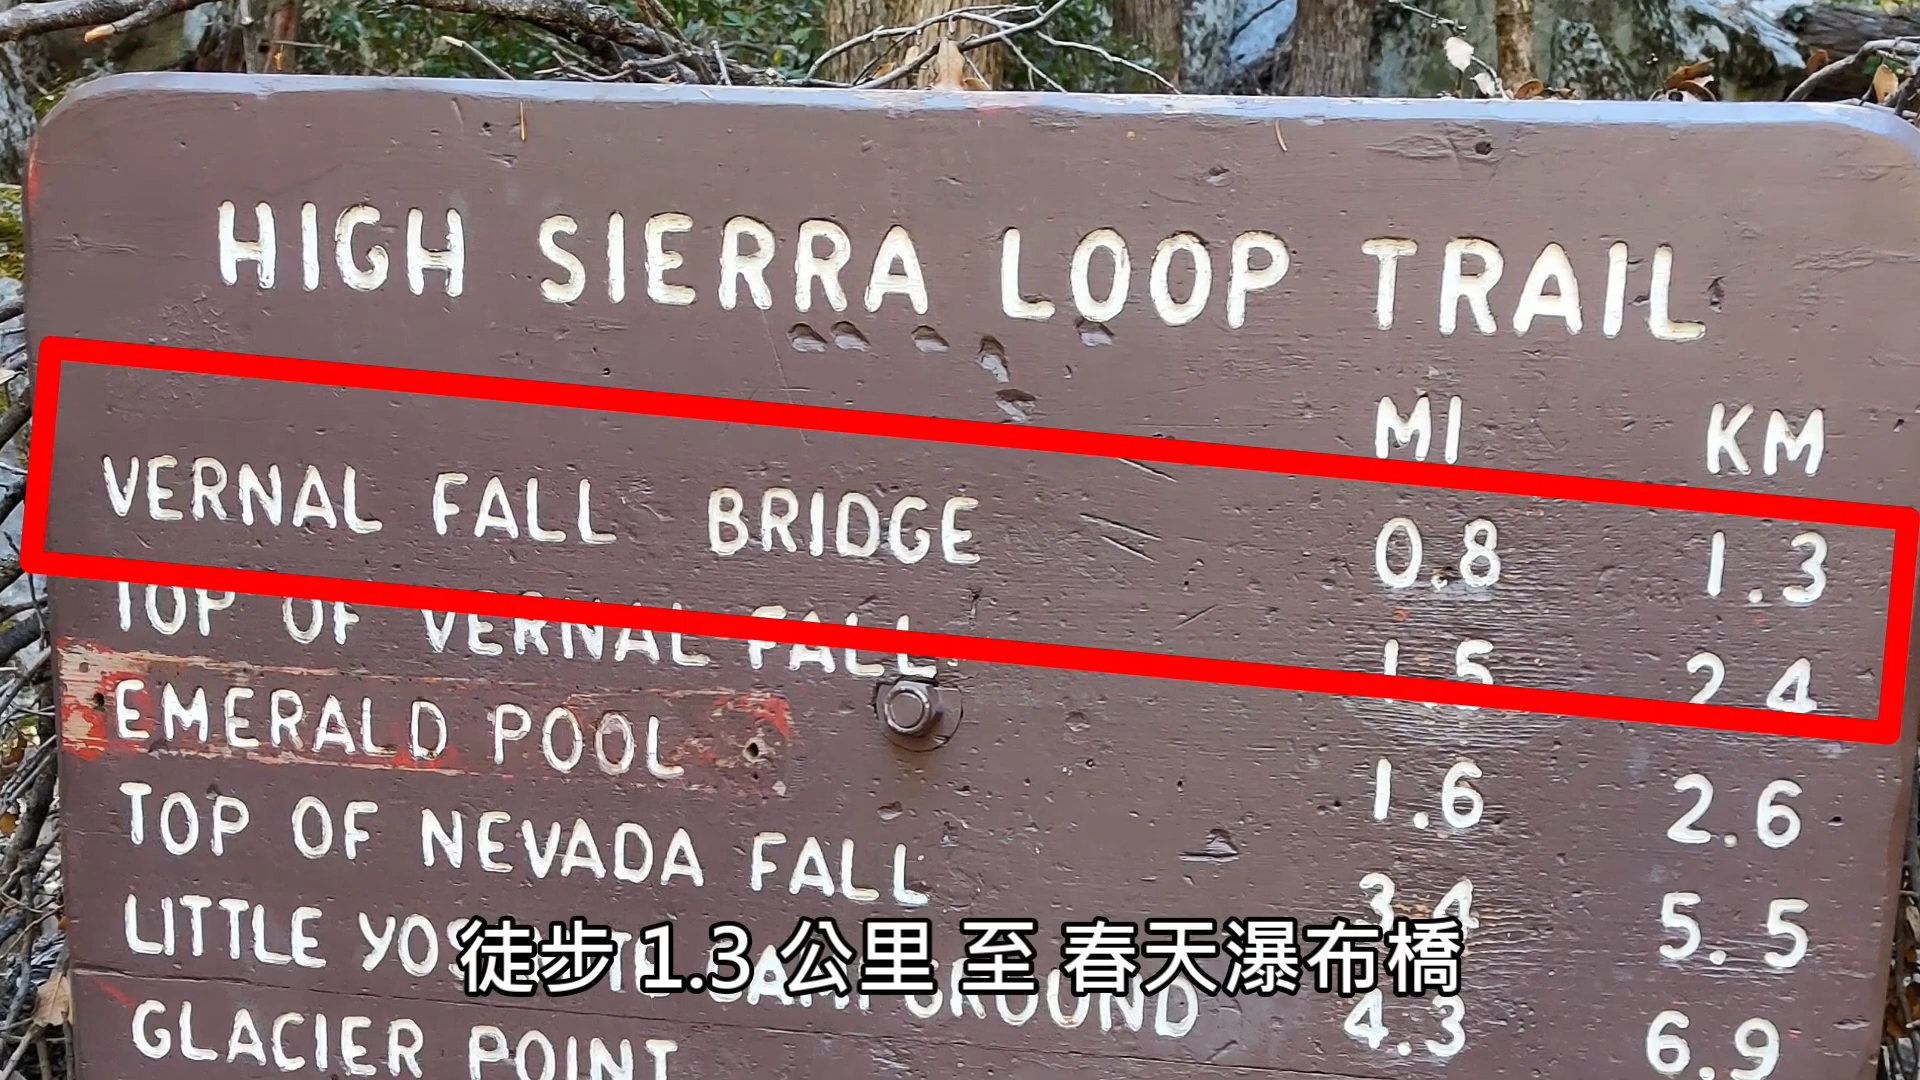 HIGH SIERRA LOOP TRAIL
MI KM
VERNAL FALL BRIDGE 0.8 1.3
TOP OF VERNAL FALL 1.5 2.4
EMERALD POOL 1.6 2.6
TOP OF NEVADA FALL 3.4 5.5
LITTLE YOSEMITE CAMPGROUND 4.3 6.9
徒步 1.3 公里 至 春天瀑布橋
GLACIER POINT